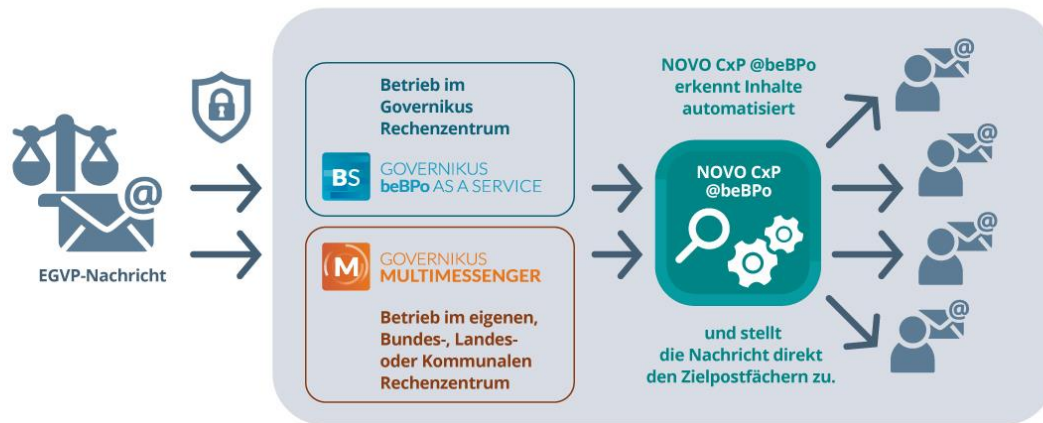 @
EGVP-Nachricht
Betrieb im
Governikus
Rechenzentrum
BS
GOVERNIKUS
beBPo AS A SERVICE
M
GOVERNIKUS
MULTIMESSENGER
Betrieb im eigenen,
Bundes-, Landes-
oder Kommunalen
Rechenzentrum
NOVO CxP @beBPo
erkennt Inhalte
automatisiert
NOVO CxP
@beBPo
und stellt
die Nachricht direkt
den Zielpostfächern zu.
@
@
@
@